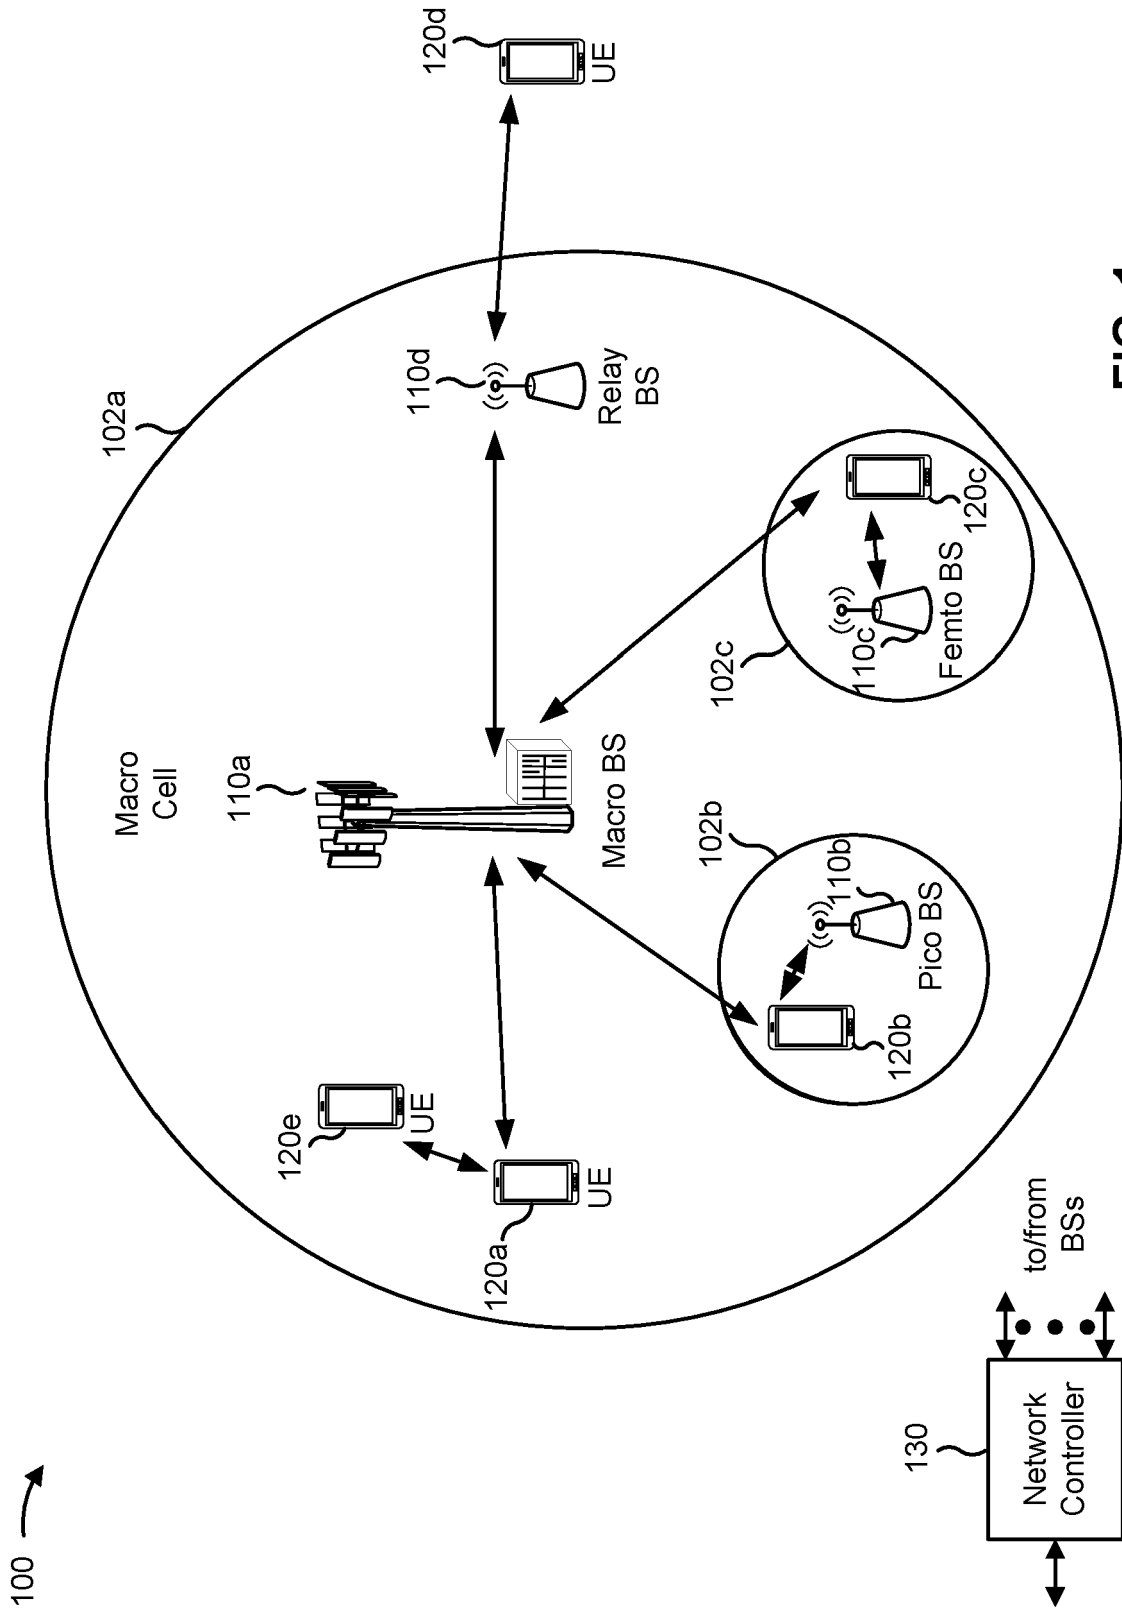 100
102a
Macro
Cell
110a
120e
110d
120d
UE
120a
UE
Macro BS
Relay
BS
UE
102b
102c
110b
110c
120b
Pico BS
Femto BS
120c
130
Network
Controller
to/from
BSs